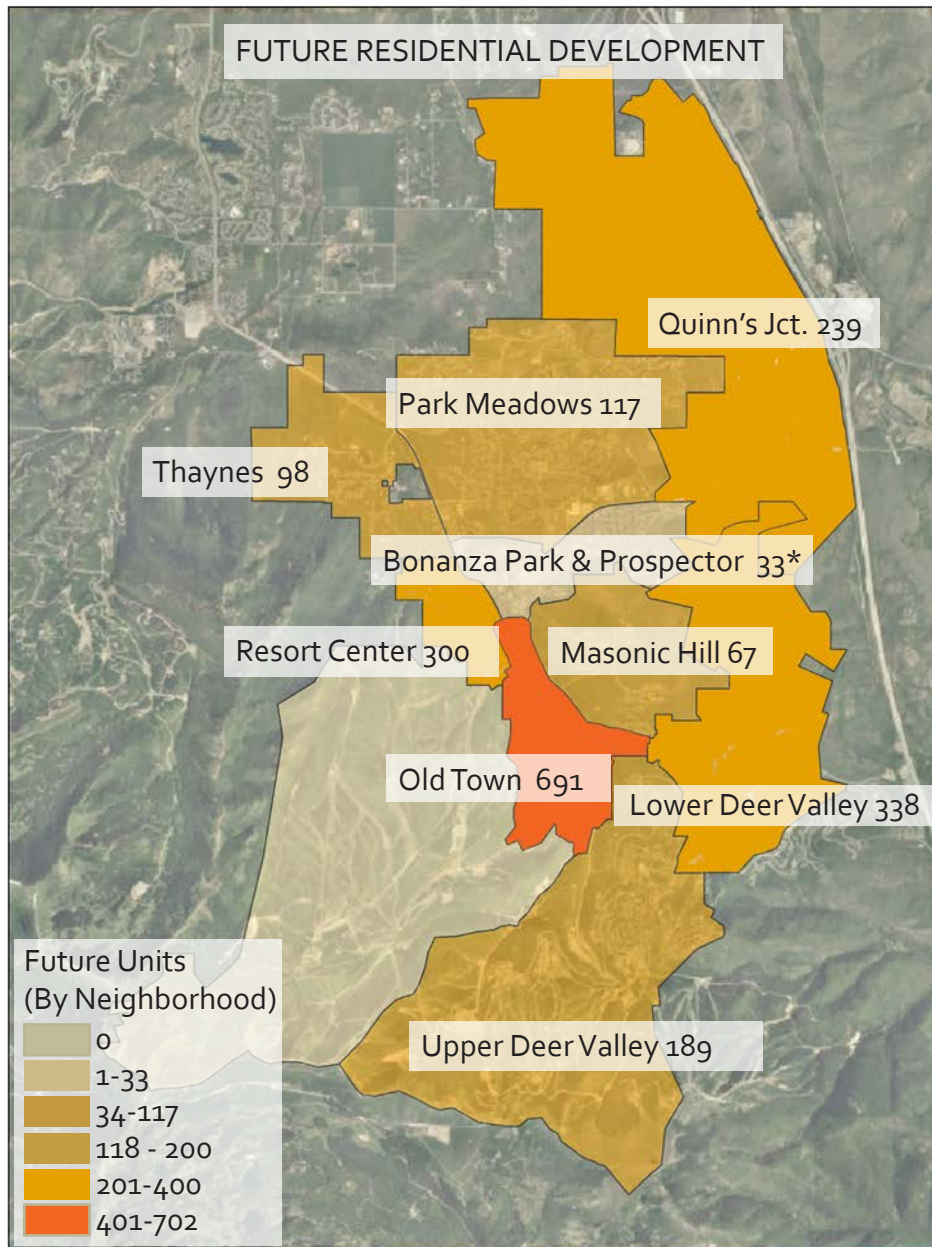 FUTURE RESIDENTIAL DEVELOPMENT
Quinn's Jct. 239
Park Meadows 117
Thaynes 98
Bonanza Park & Prospector 33*
Resort Center 300
Masonic Hill 67
Old Town 691
Lower Deer Valley 338
Upper Deer Valley 189
Future Units
(By Neighborhood)
0
1-33
34-117
118 - 200
201-400
401-702